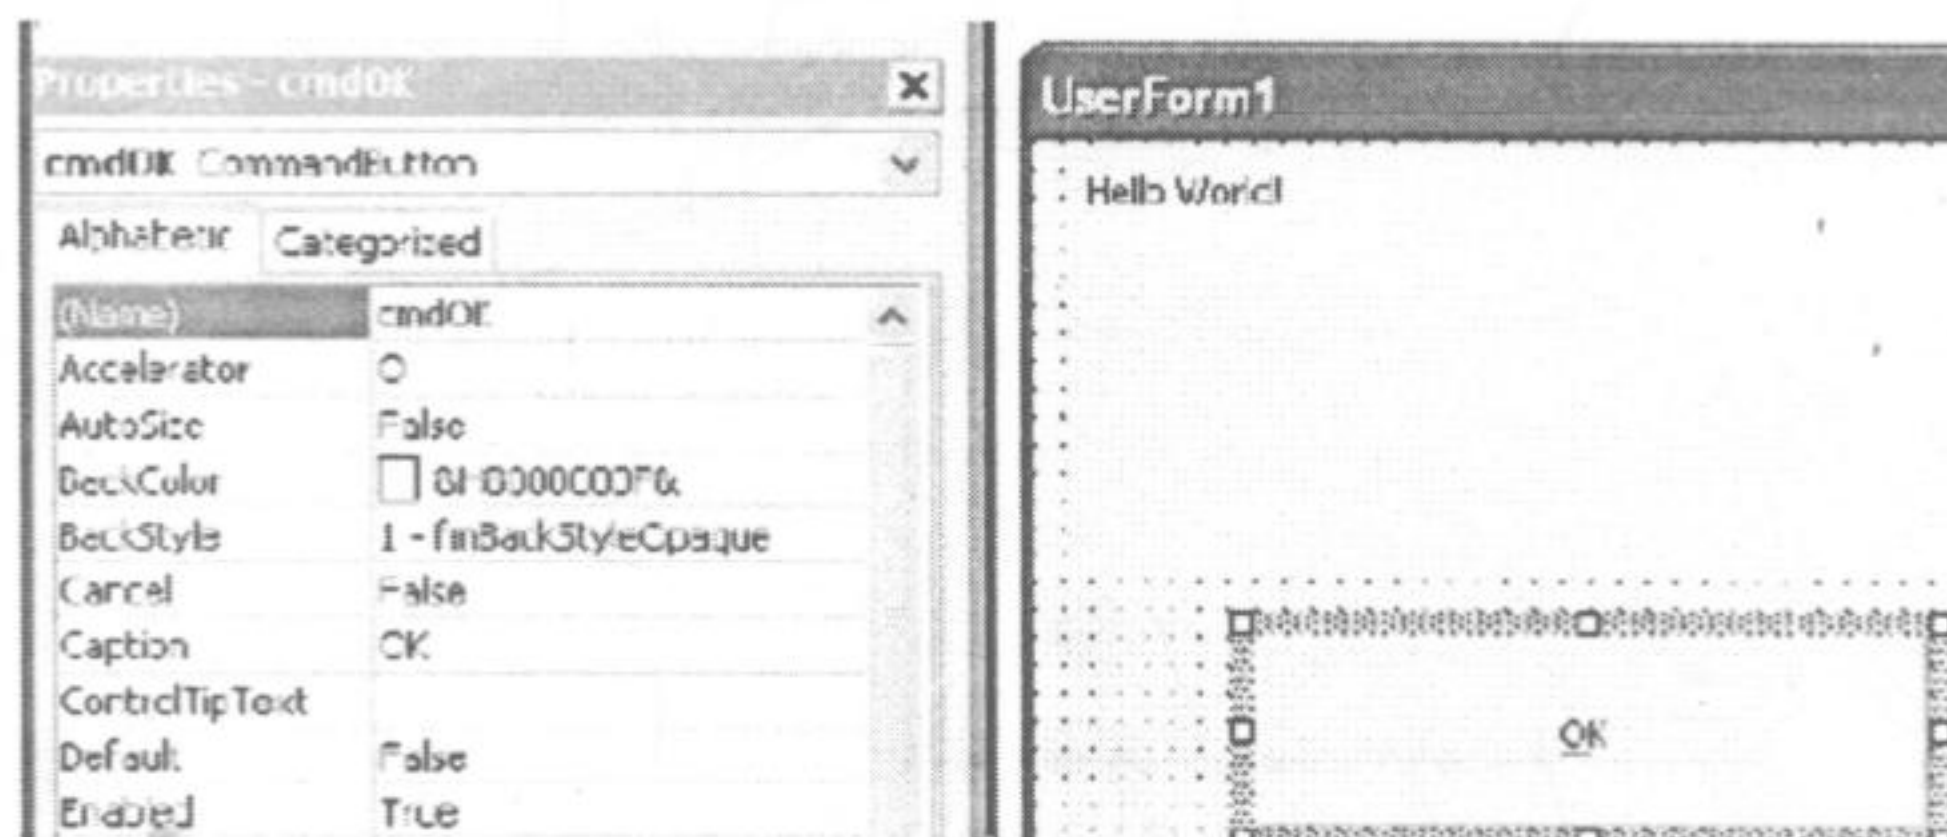 Properties - cmdOK
cmdOK CommandButton
Alphabetic Categorized
(Name) cmdOK
Accelerator O
AutoSize False
BackColor &H8000000F&
BackStyle 1 - fmBackStyleOpaque
Cancel False
Caption OK
ControlTipText
Default False
Enabled True
UserForm1
Hello World!
OK